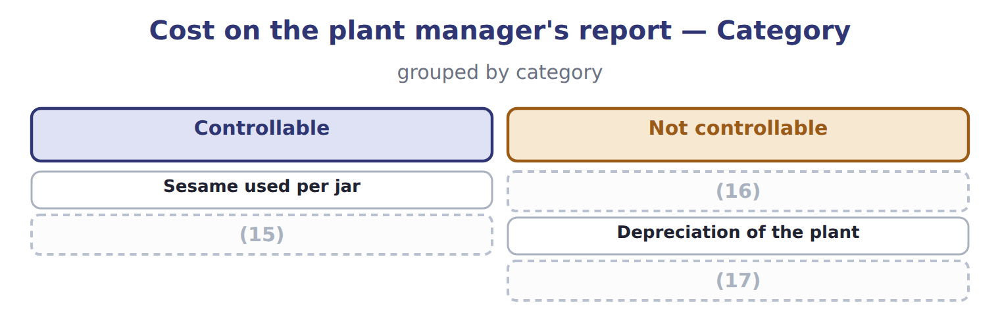 Cost on the plant manager's report — Category
grouped by category
Controllable
Not controllable
Sesame used per jar
(15)
(16)
Depreciation of the plant
(17)